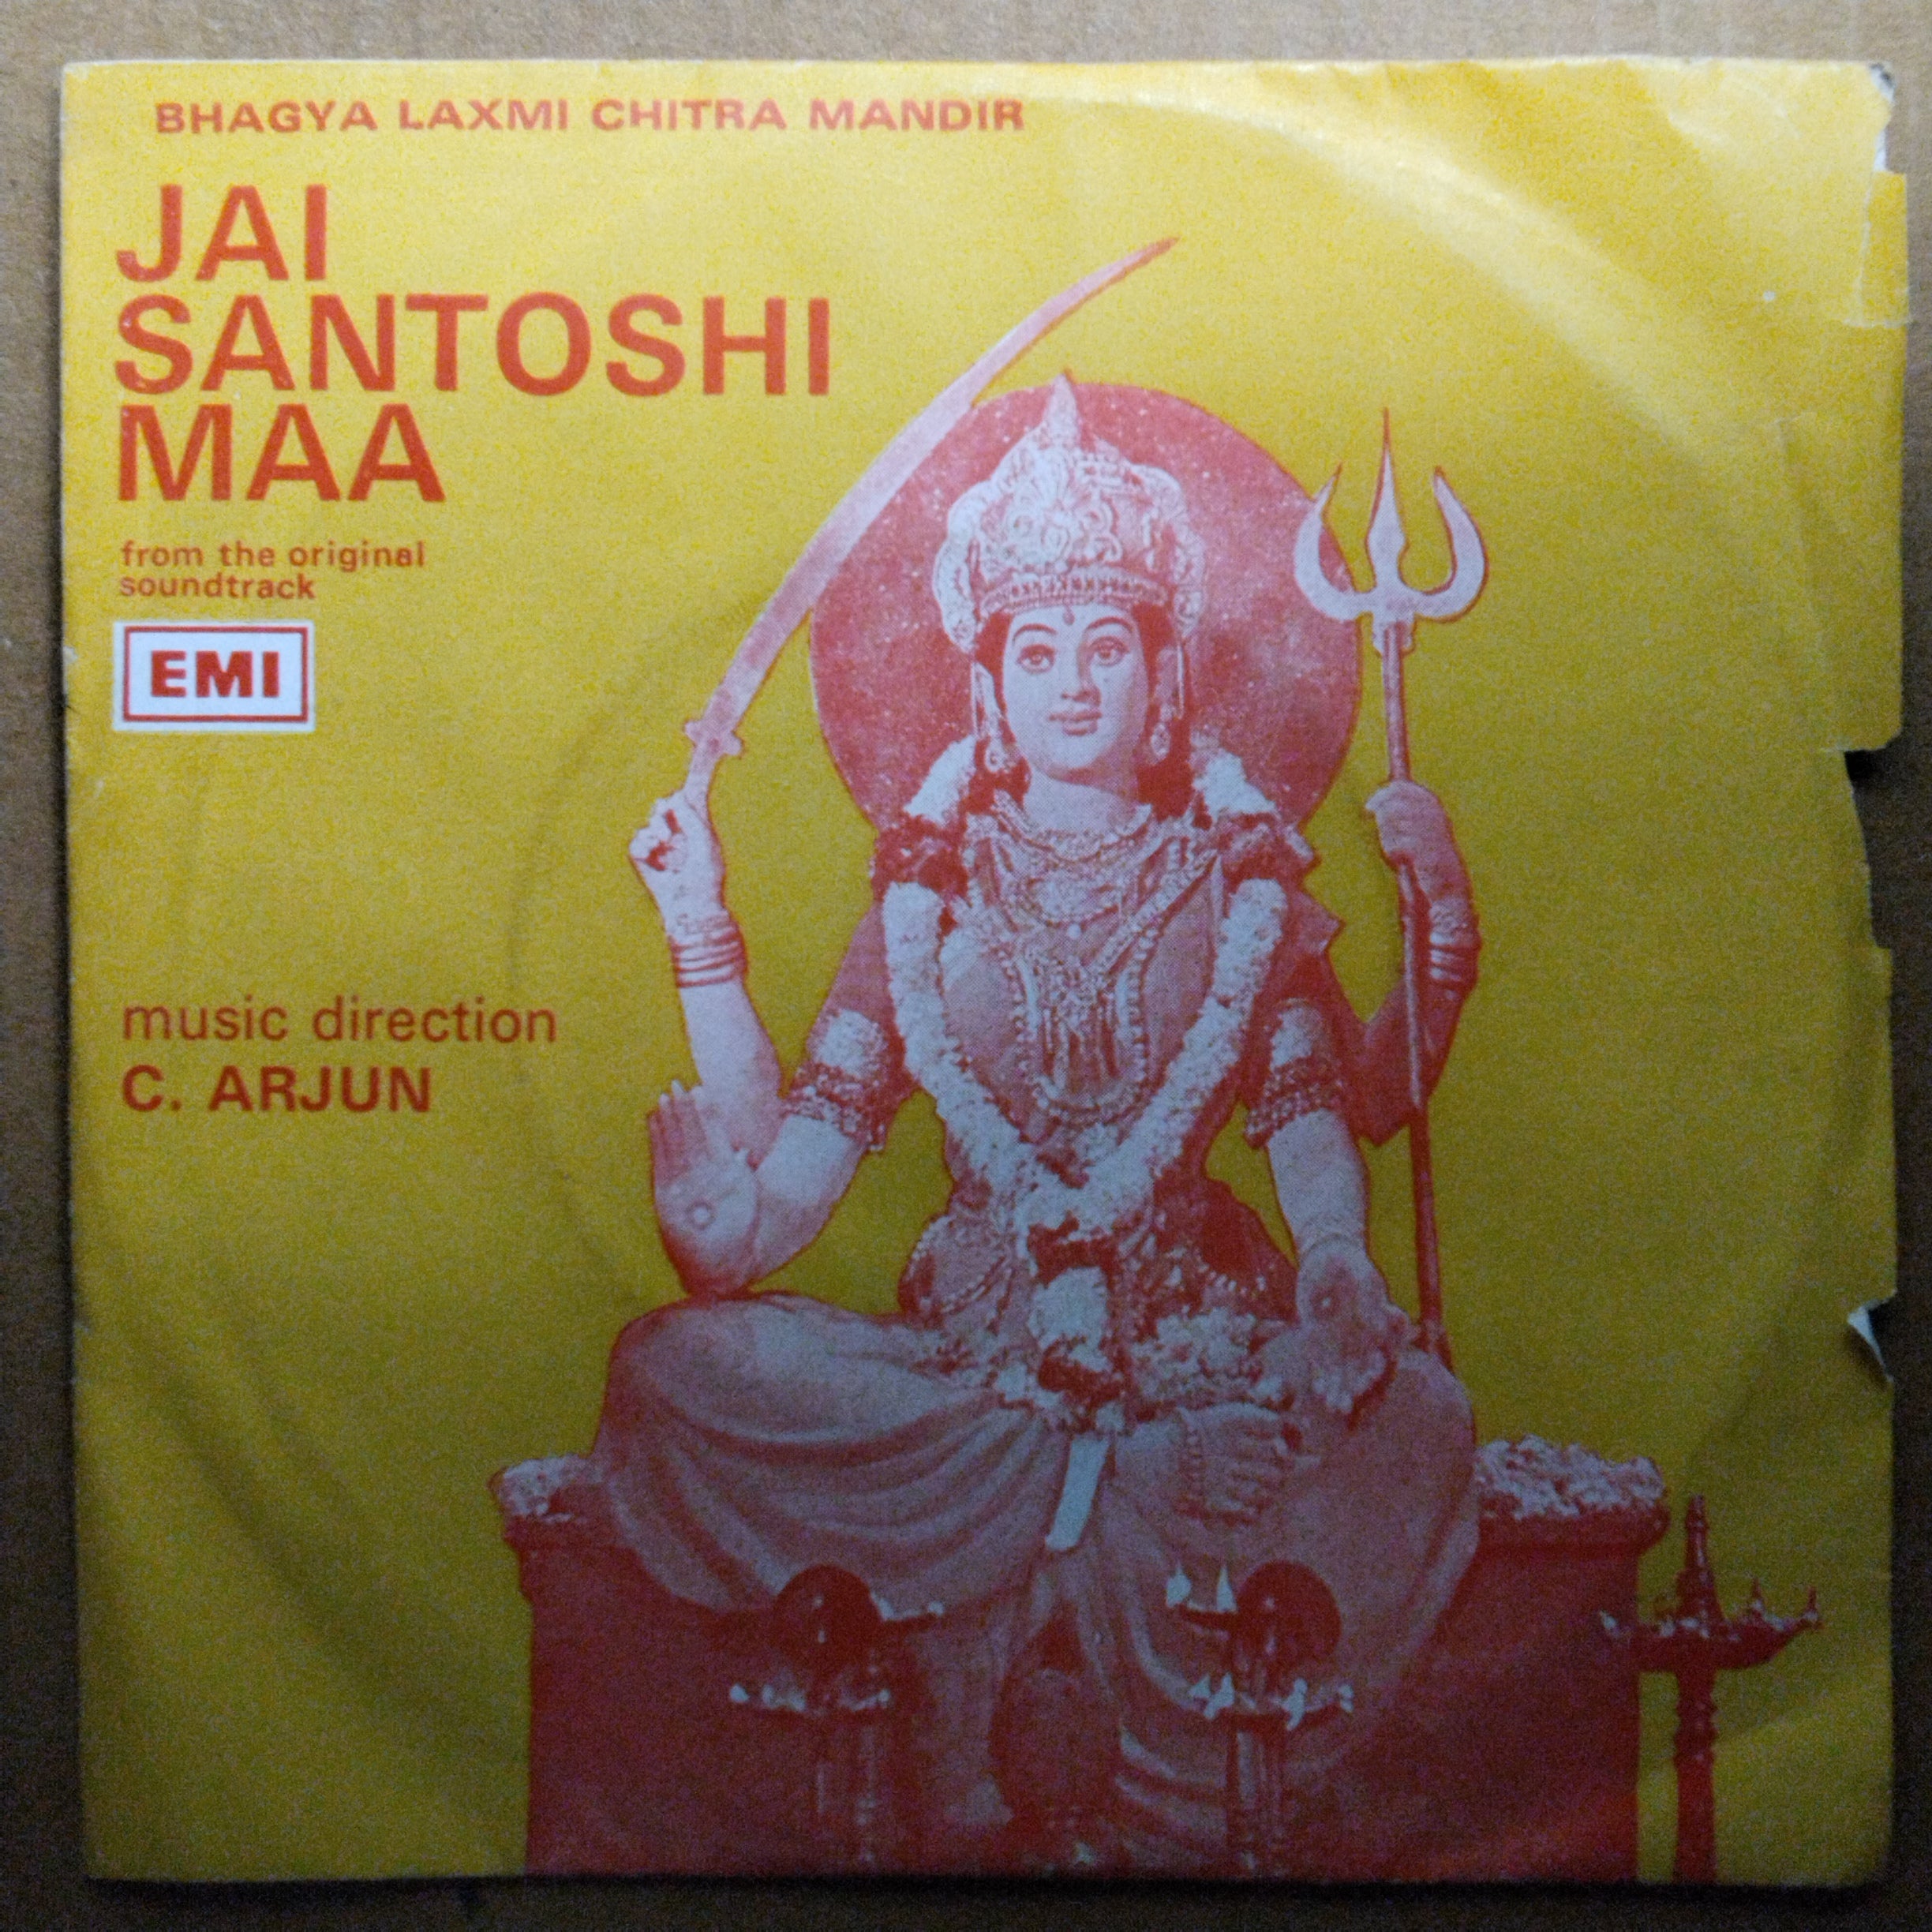 BHAGYA LAXMI CHITRA MANDIR
JAI
SANTOSHI
MAA
from the original
soundtrack
EMI
music direction
C. ARJUN